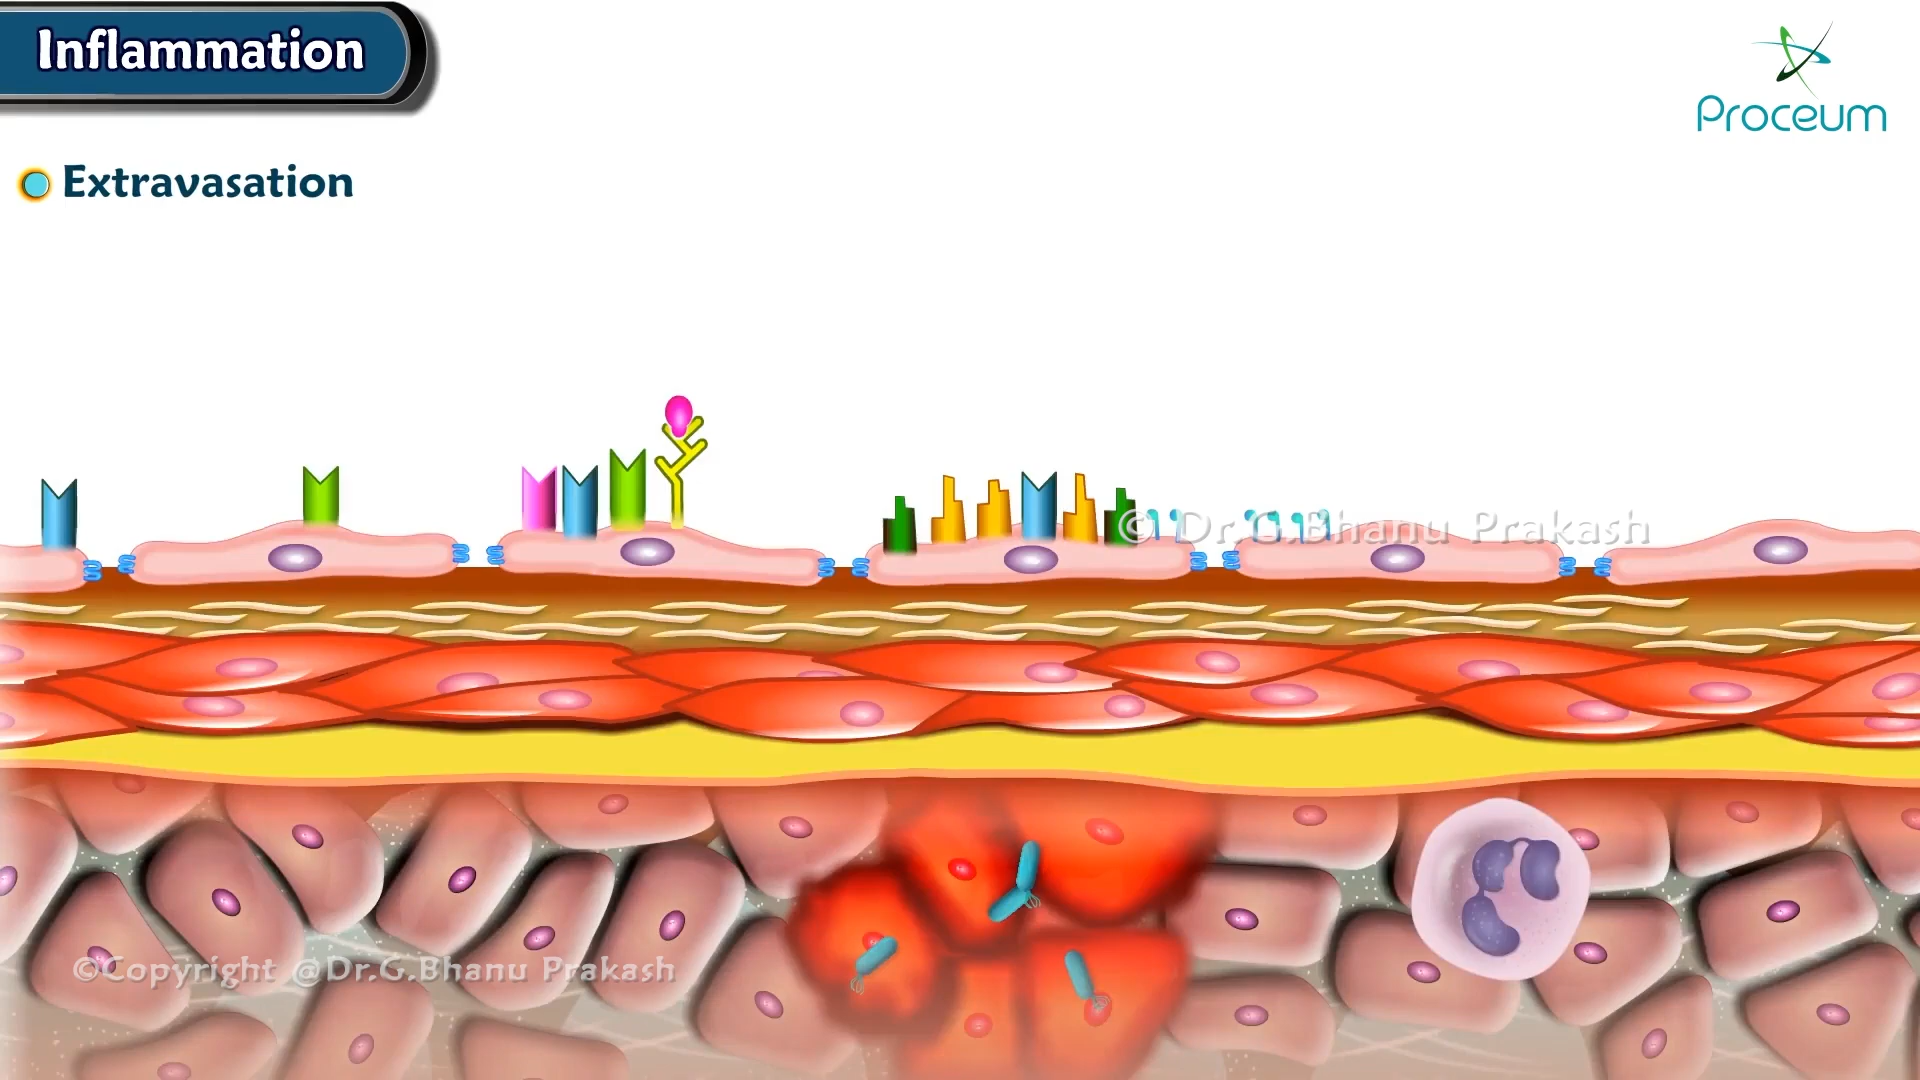 Inflammation
Proceum
Extravasation
© Dr.G.Bhanu Prakash
©Copyright @Dr.G.Bhanu Prakash